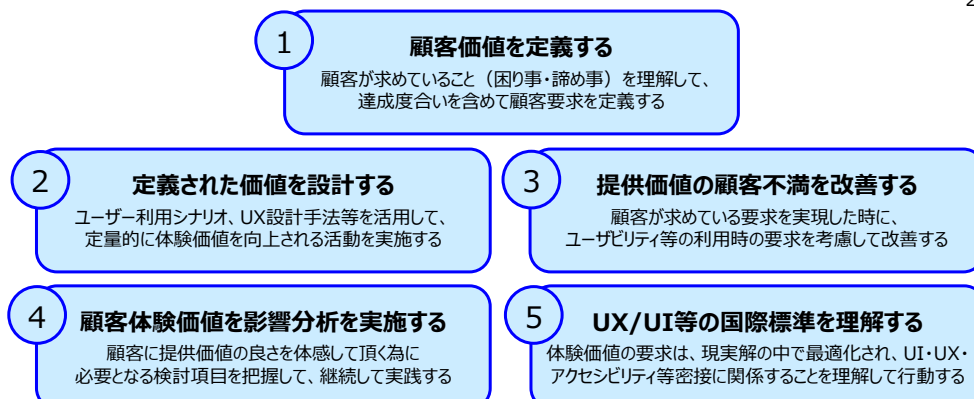 2
1
顧客価値を定義する
顧客が求めていること（困り事・諦め事）を理解して、
達成度合いを含めて顧客要求を定義する
2
定義された価値を設計する
ユーザー利用シナリオ、UX設計手法等を活用して、
定量的に体験価値を向上される活動を実施する
3
提供価値の顧客不満を改善する
顧客が求めている要求を実現した時に、
ユーザビリティ等の利用時の要求を考慮して改善する
4
顧客体験価値を影響分析を実施する
顧客に提供価値の良さを体感して頂く為に
必要となる検討項目を把握して、継続して実践する
5
UX/UI等の国際標準を理解する
体験価値の要求は、現実解の中で最適化され、UI・UX・
アクセシビリティ等密接に関係することを理解して行動する